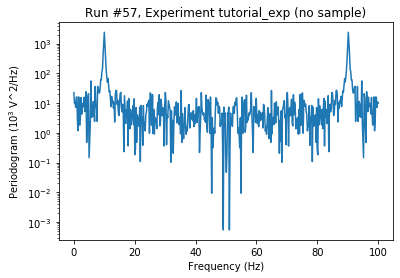 Run #57, Experiment tutorial_exp (no sample)
Periodogram (10³ V^2/Hz)
10³
10²
10¹
10⁰
10⁻¹
10⁻²
10⁻³
0 20 40 60 80 100
Frequency (Hz)